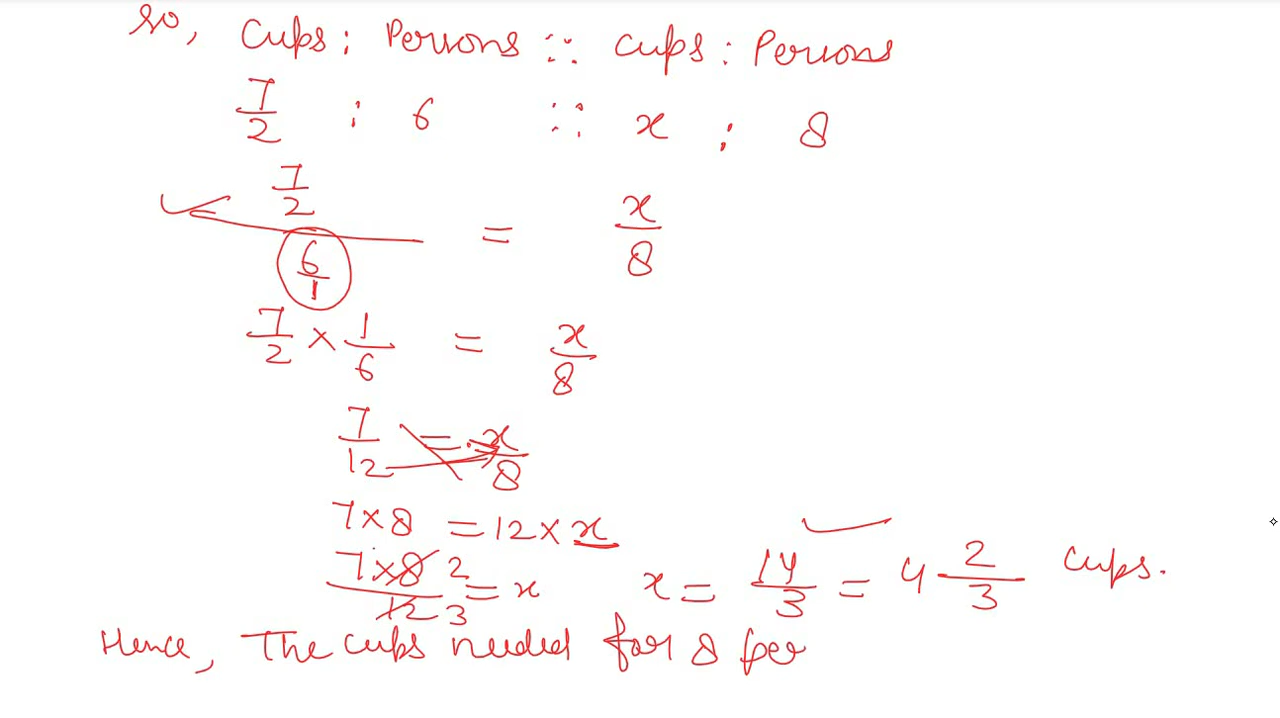 so, Cups : Persons :: cups : Persons
7/2 : 6 :: x : 8
7/2 / 6/1 = x/8
7/2 × 1/6 = x/8
7/12 = x/8
7×8 = 12×x
7×8 2 / 12 3 = x x = 14/3 = 4 2/3 cups.
Hence, The cups needed for 8 per